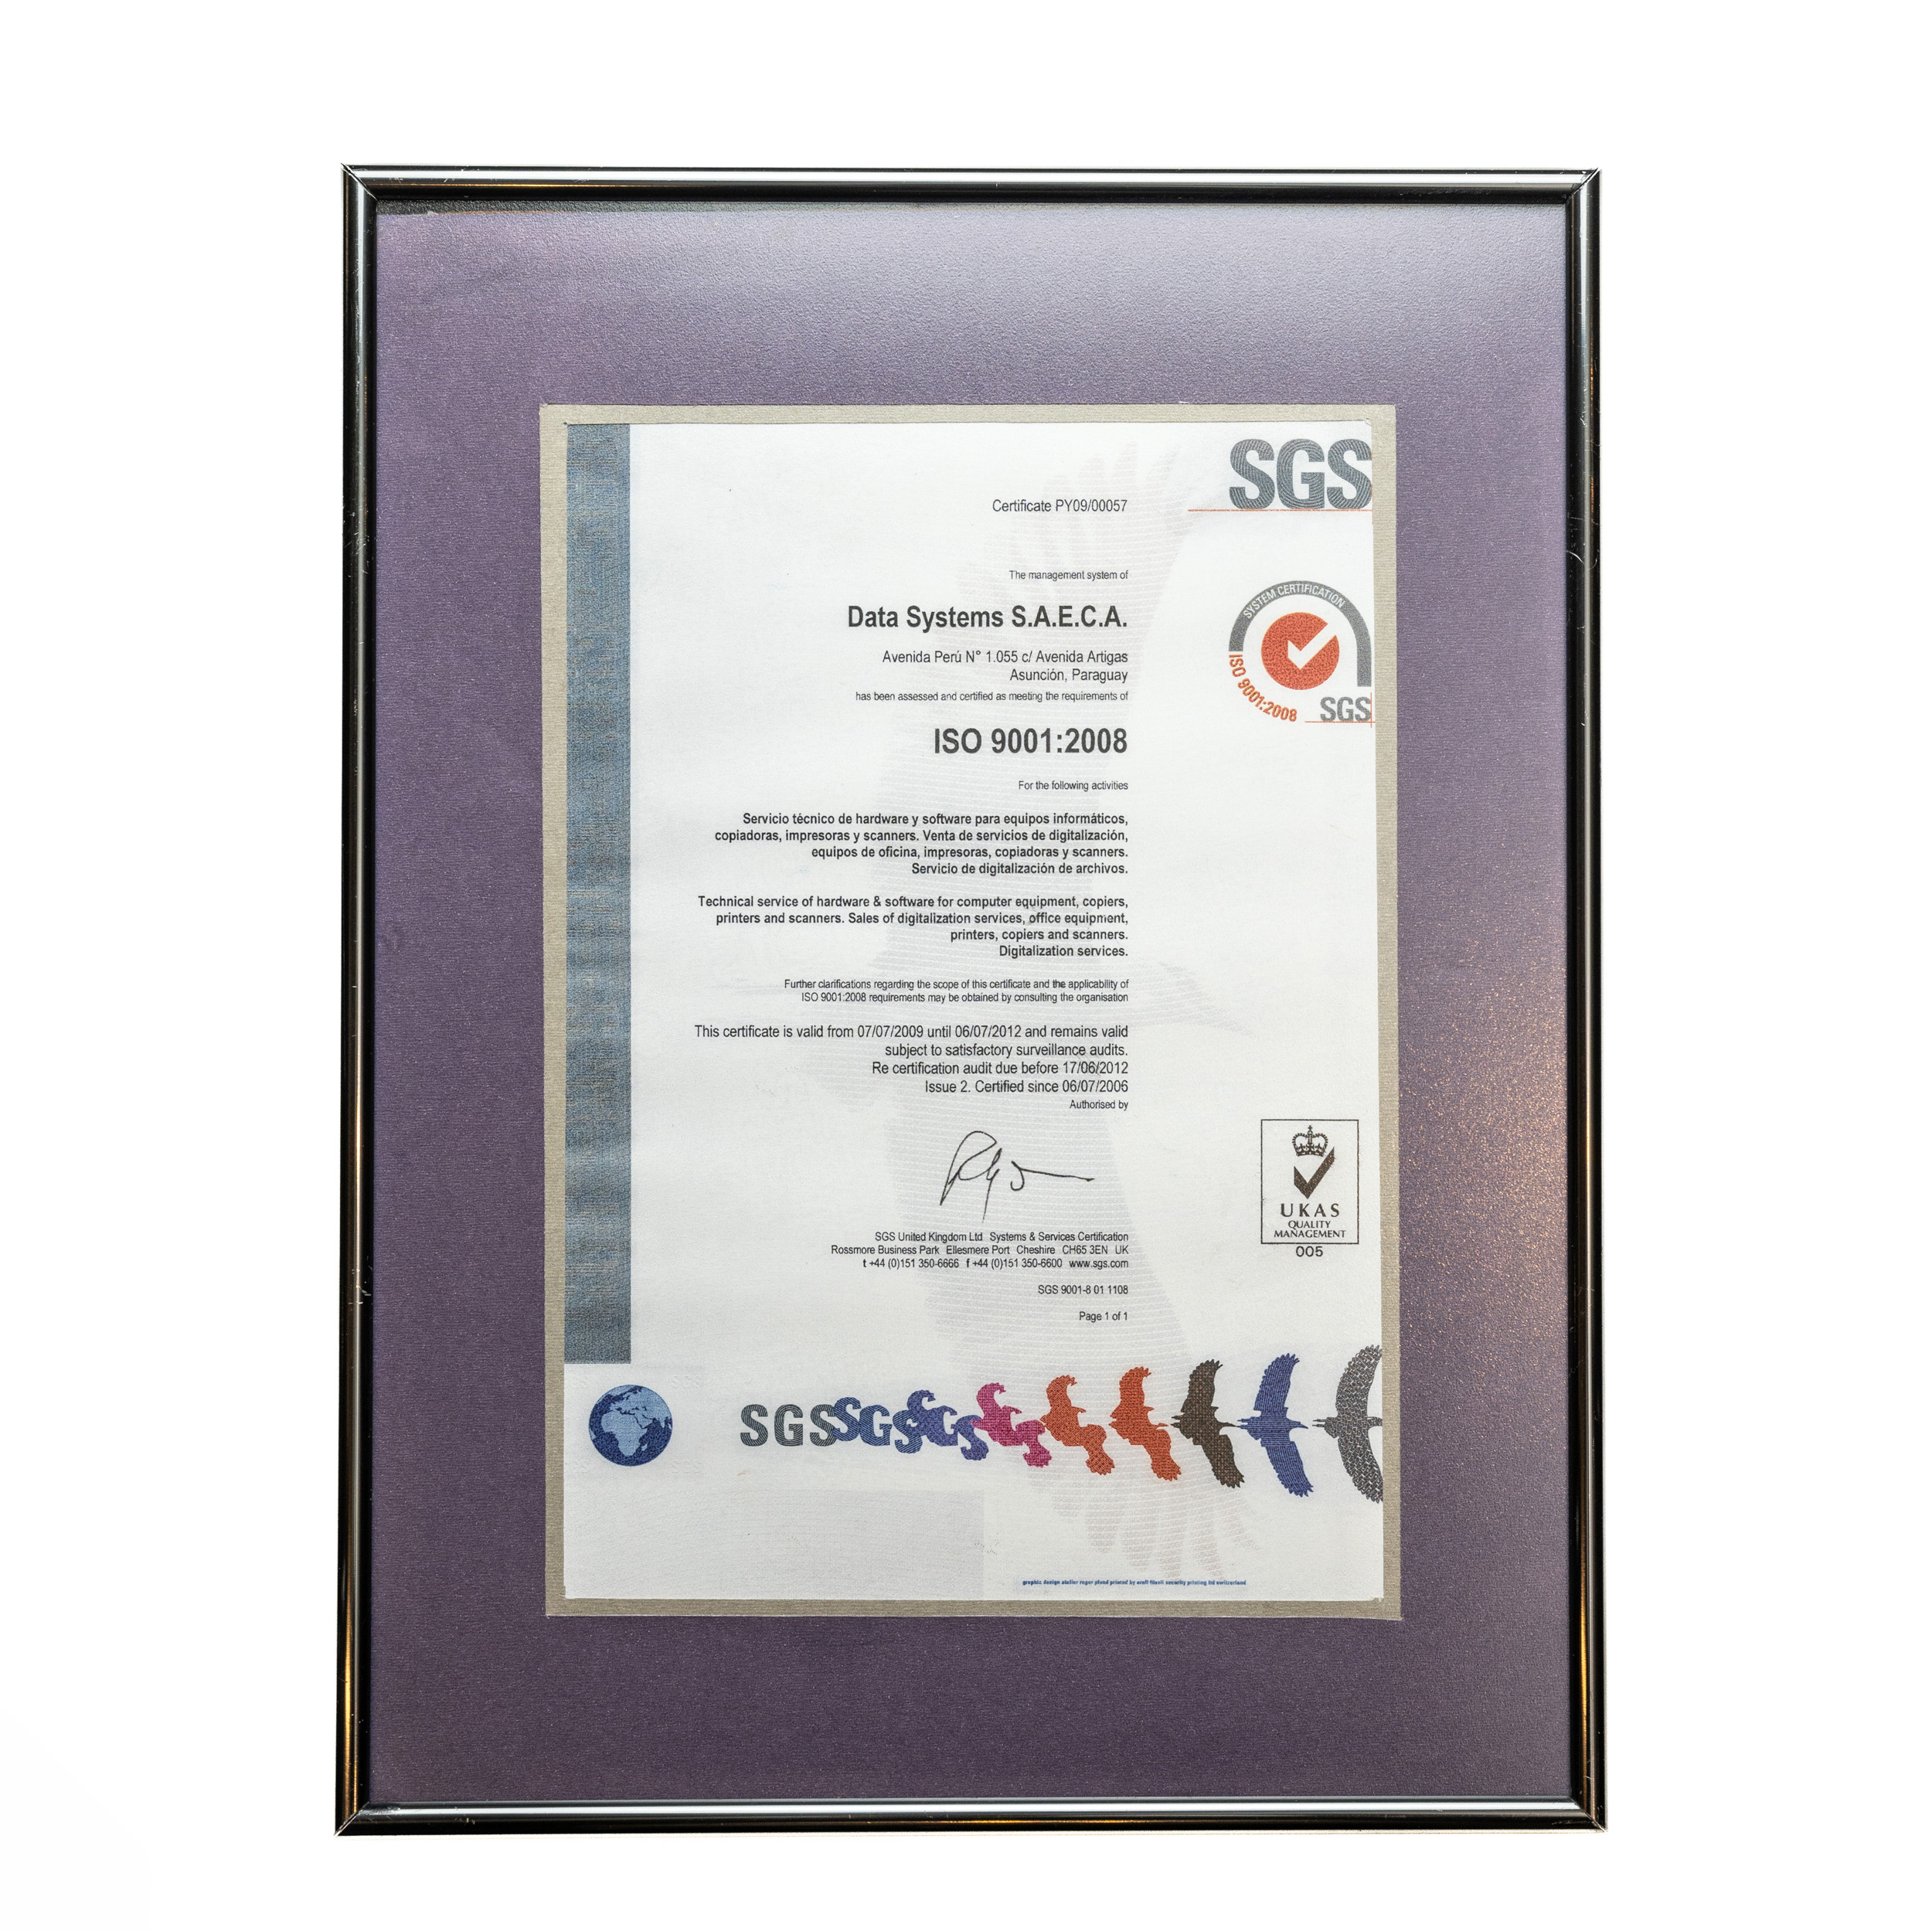 SGS
Certificate PY09/00057
The management system of
Data Systems S.A.E.C.A.
Avenida Perú N° 1.055 c/ Avenida Artigas
Asunción, Paraguay
has been assessed and certified as meeting the requirements of
ISO 9001:2008
SYSTEM CERTIFICATION
ISO 9001:2008
SGS
For the following activities
Servicio técnico de hardware y software para equipos informáticos,
copiadoras, impresoras y scanners. Venta de servicios de digitalización,
equipos de oficina, impresoras, copiadoras y scanners.
Servicio de digitalización de archivos.
Technical service of hardware & software for computer equipment, copiers,
printers and scanners. Sales of digitalization services, office equipment,
printers, copiers and scanners.
Digitalization services.
Further clarifications regarding the scope of this certificate and the applicability of
ISO 9001:2008 requirements may be obtained by consulting the organisation
This certificate is valid from 07/07/2009 until 06/07/2012 and remains valid
subject to satisfactory surveillance audits.
Re certification audit due before 17/06/2012
Issue 2. Certified since 06/07/2006
Authorised by
UKAS
QUALITY
MANAGEMENT
005
SGS United Kingdom Ltd Systems & Services Certification
Rossmore Business Park Ellesmere Port Cheshire CH65 3EN UK
t +44 (0)151 350-6666 f +44 (0)151 350-6600 www.sgs.com
SGS 9001-8 01 1108
Page 1 of 1
SGSSGSSGS
graphic design atelier roger pfund printed by orell füssli security printing ltd switzerland